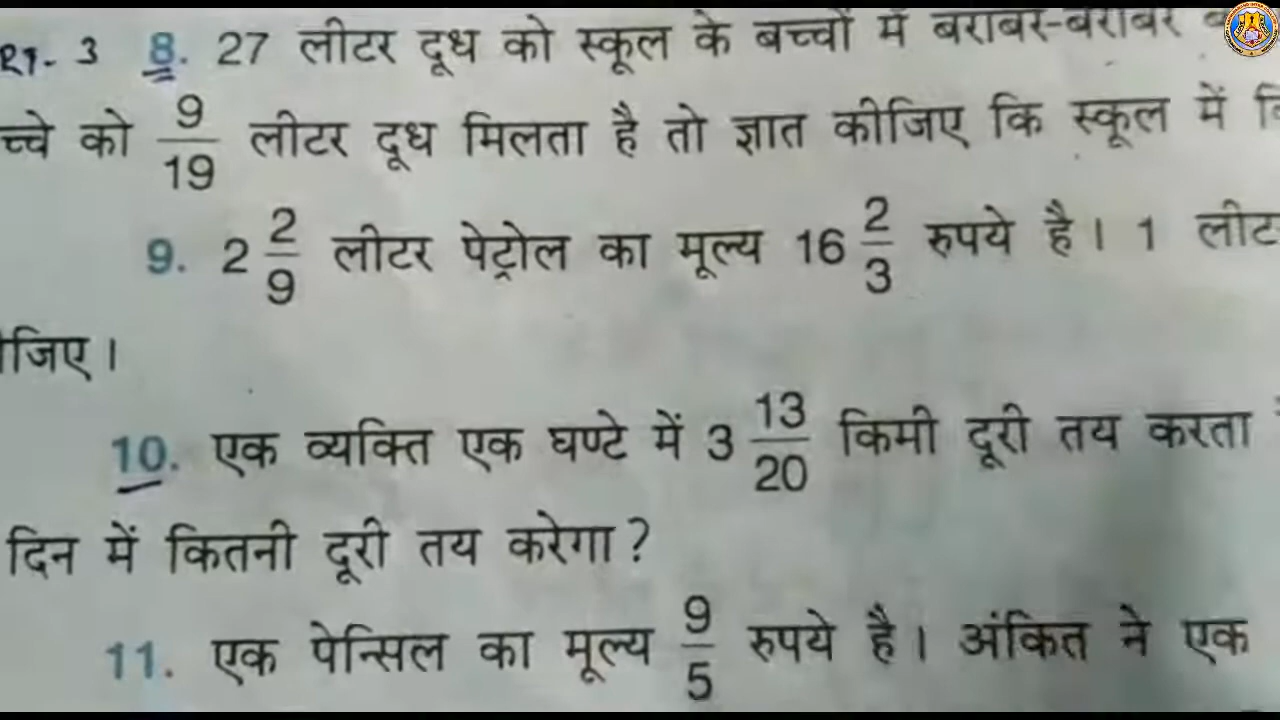 प्र1. 3 8. 27 लीटर दूध को स्कूल के बच्चों में बराबर-बराबर
च्चे को 9/19 लीटर दूध मिलता है तो ज्ञात कीजिए कि स्कूल में
9. 2 2/9 लीटर पेट्रोल का मूल्य 16 2/3 रुपये है। 1 लीट
जिए।
10. एक व्यक्ति एक घण्टे में 3 13/20 किमी दूरी तय करता
दिन में कितनी दूरी तय करेगा?
11. एक पेन्सिल का मूल्य 9/5 रुपये है। अंकित ने एक